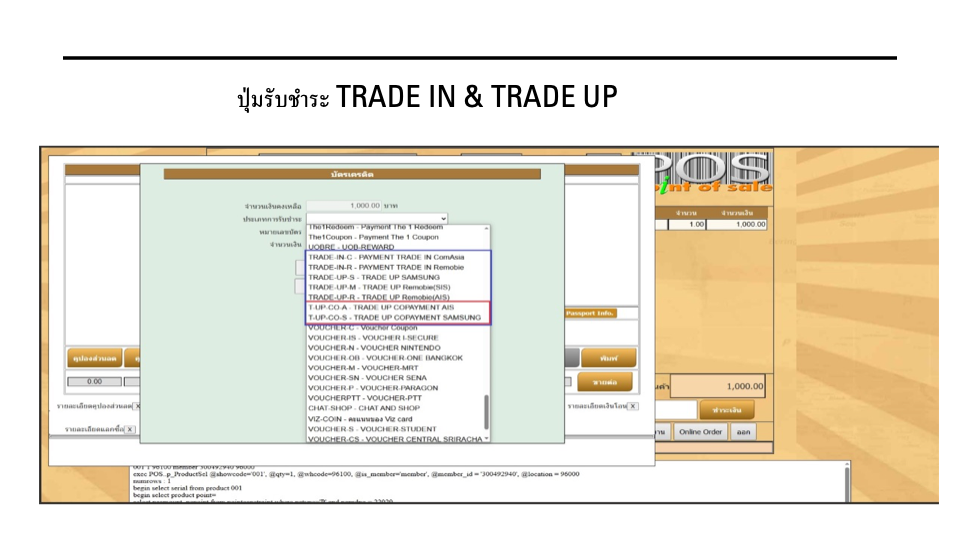 ปุ่มรับชำระ TRADE IN & TRADE UP
POS
Point of sale
บัตรเครดิต
จำนวนเงินคงเหลือ 1,000.00 บาท
ประเภทการรับชำระ
หมายเลขบัตร
จำนวนเงิน
The1Redeem - Payment The 1 Redeem
The1Coupon - Payment The 1 Coupon
UOBRE - UOB-REWARD
TRADE-IN-C - PAYMENT TRADE IN ComAsia
TRADE-IN-R - PAYMENT TRADE IN Remobie
TRADE-UP-S - TRADE UP SAMSUNG
TRADE-UP-M - TRADE UP Remobie(SIS)
TRADE-UP-R - TRADE UP Remobie(AIS)
T-UP-CO-A - TRADE UP COPAYMENT AIS
T-UP-CO-S - TRADE UP COPAYMENT SAMSUNG
VOUCHER-C - Voucher Coupon
VOUCHER-IS - VOUCHER I-SECURE
VOUCHER-N - VOUCHER NINTENDO
VOUCHER-OB - VOUCHER-ONE BANGKOK
VOUCHER-M - VOUCHER-MRT
VOUCHER-SN - VOUCHER SENA
VOUCHER-P - VOUCHER-PARAGON
VOUCHERPTT - VOUCHER-PTT
CHAT-SHOP - CHAT AND SHOP
VIZ-COIN - คะแนนของ Viz card
VOUCHER-S - VOUCHER-STUDENT
VOUCHER-CS - VOUCHER CENTRAL SRIRACHA
จำนวน จำนวนเงิน
1.00 1,000.00
Passport Info.
คูปองส่วนลด
พิมพ์
0.00
ขายต่อ
1,000.00
รายละเอียดคูปองส่วนลด X
รายละเอียดเงินโอน X
ชำระเงิน
รายละเอียดแลกซื้อ X
Online Order ออก
001 1 96100 member 300492940 96000
exec POS..p_ProductSel @showcode='001', @qty=1, @whcode=96100, @is_member='member', @member_id = '300492940', @location = 96000
numrows : 1
begin select serial from product 001
begin select product point=